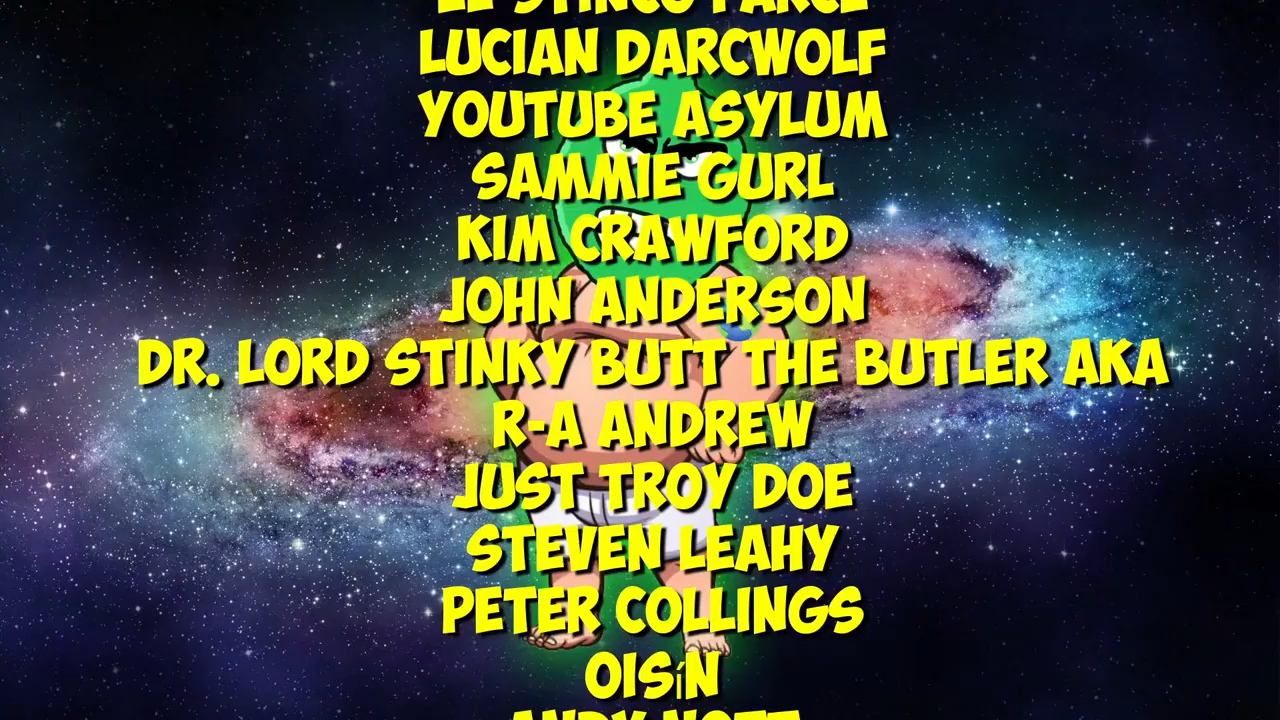 LUCIAN DARCWOLF
YOUTUBE ASYLUM
SAMMIE GURL
KIM CRAWFORD
JOHN ANDERSON
DR. LORD STINKY BUTT THE BUTLER AKA
R-A ANDREW
JUST TROY DOE
STEVEN LEAHY
PETER COLLINGS
OISíN